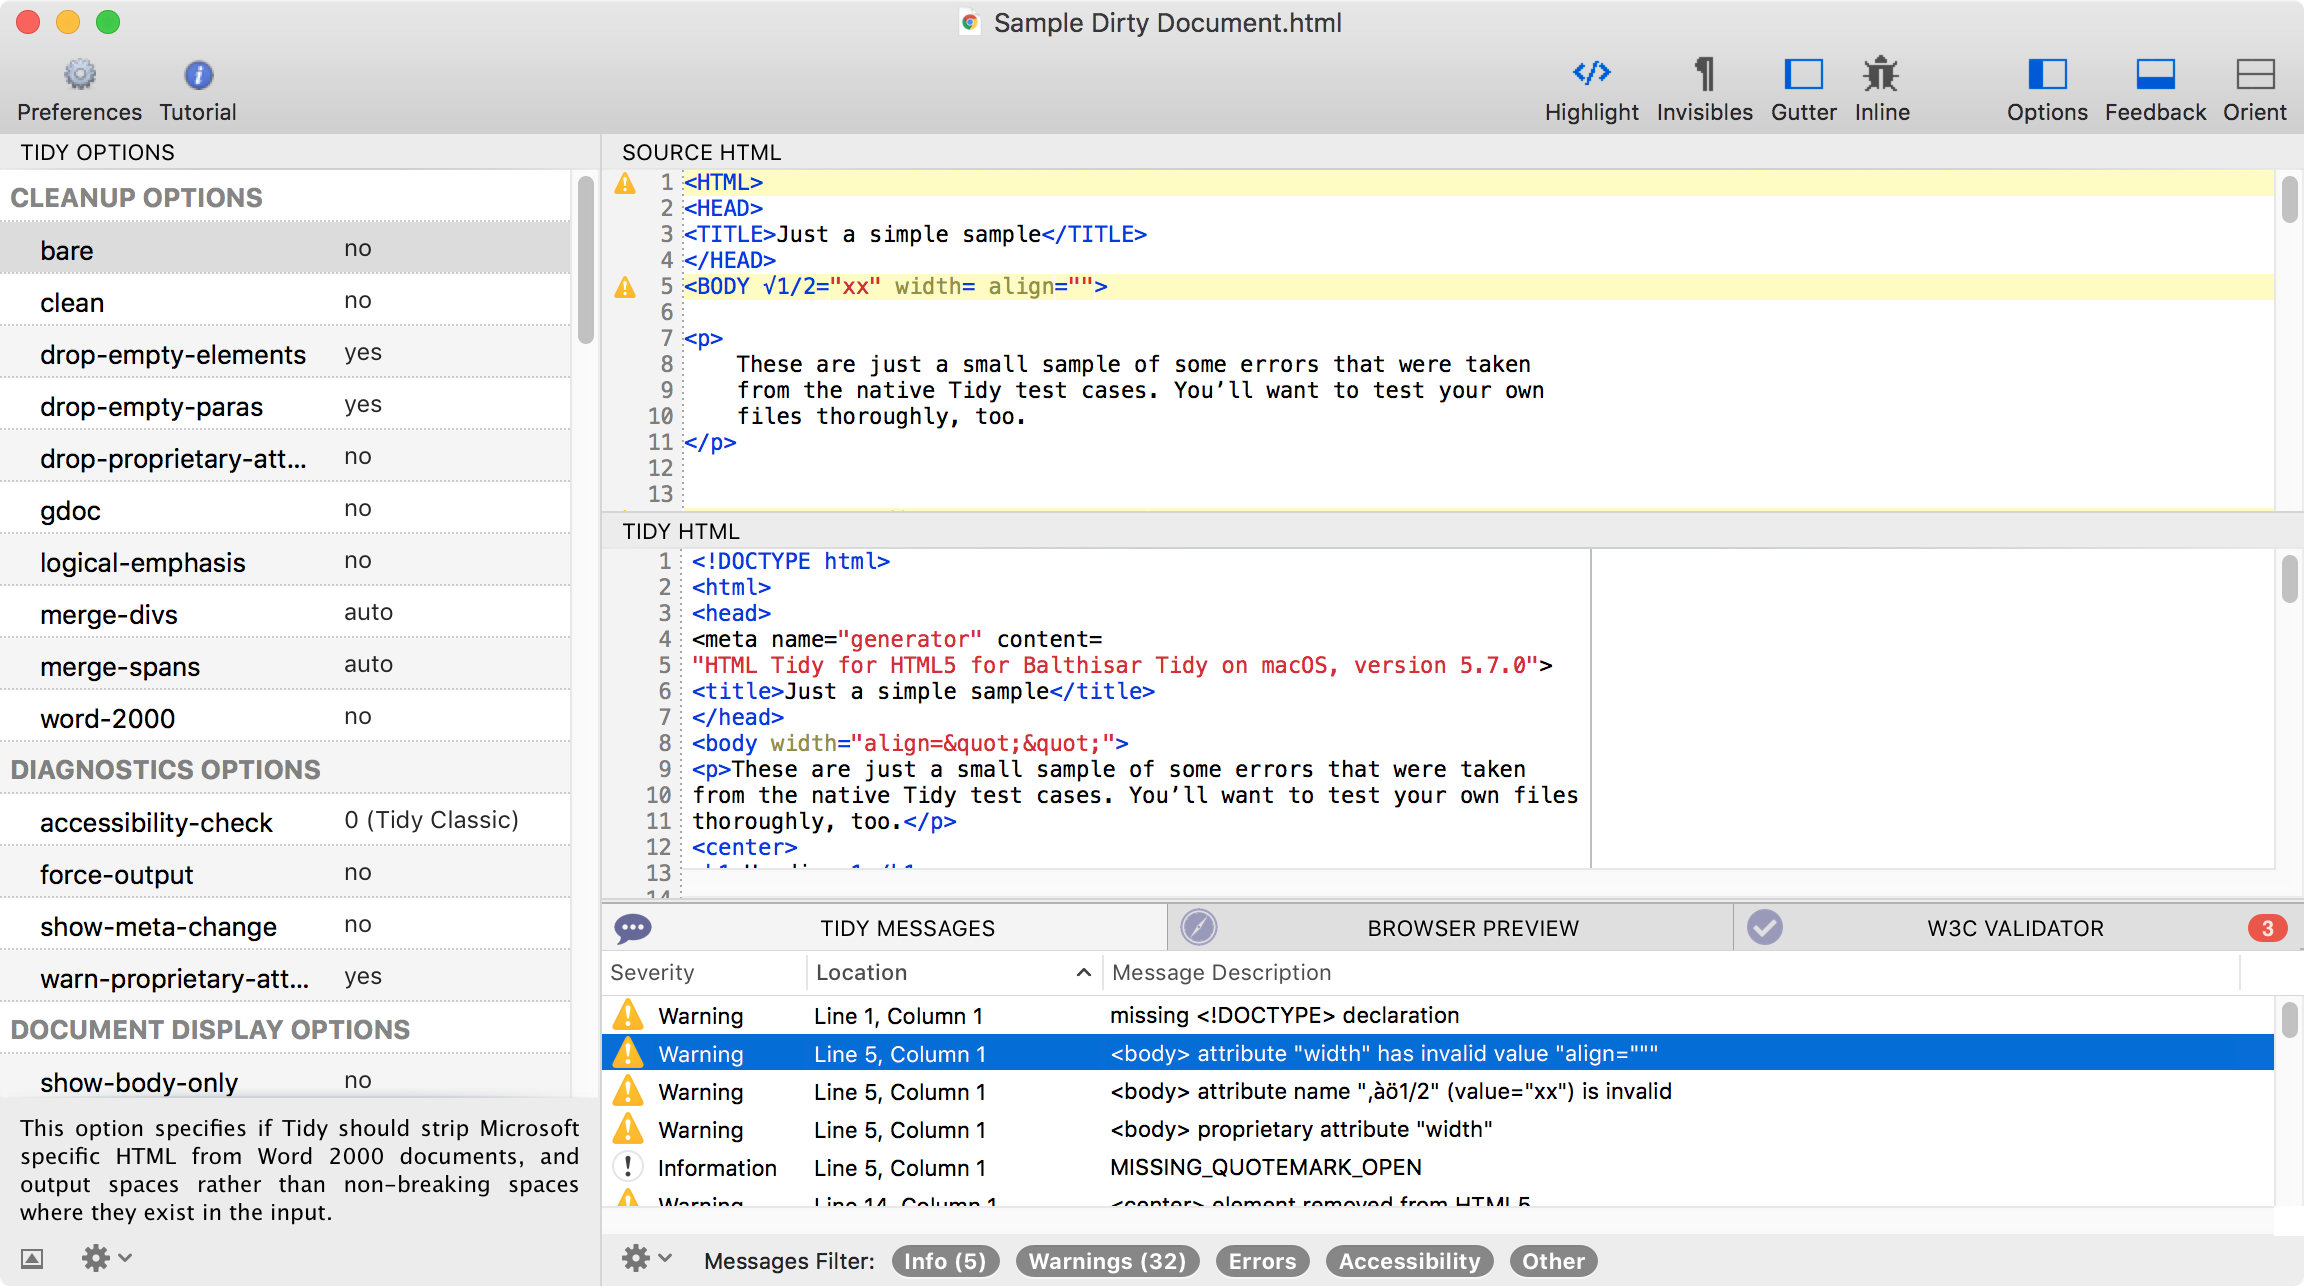 Sample Dirty Document.html
Preferences
Tutorial
Highlight
Invisibles
Gutter
Inline
Options
Feedback
Orient
TIDY OPTIONS
CLEANUP OPTIONS
bare no
clean no
drop-empty-elements yes
drop-empty-paras yes
drop-proprietary-att... no
gdoc no
logical-emphasis no
merge-divs auto
merge-spans auto
word-2000 no
DIAGNOSTICS OPTIONS
accessibility-check 0 (Tidy Classic)
force-output no
show-meta-change no
warn-proprietary-att... yes
DOCUMENT DISPLAY OPTIONS
show-body-only no
This option specifies if Tidy should strip Microsoft
specific HTML from Word 2000 documents, and
output spaces rather than non-breaking spaces
where they exist in the input.
SOURCE HTML
1 <HTML>
2 <HEAD>
3 <TITLE>Just a simple sample</TITLE>
4 </HEAD>
5 <BODY √1/2="xx" width= align="">
6
7 <p>
8 These are just a small sample of some errors that were taken
9 from the native Tidy test cases. You’ll want to test your own
10 files thoroughly, too.
11 </p>
12
13
TIDY HTML
1 <!DOCTYPE html>
2 <html>
3 <head>
4 <meta name="generator" content=
5 "HTML Tidy for HTML5 for Balthisar Tidy on macOS, version 5.7.0">
6 <title>Just a simple sample</title>
7 </head>
8 <body width="align=&quot;&quot;">
9 <p>These are just a small sample of some errors that were taken
10 from the native Tidy test cases. You’ll want to test your own files
11 thoroughly, too.</p>
12 <center>
13
14
TIDY MESSAGES
BROWSER PREVIEW
W3C VALIDATOR
3
Severity Location Message Description
Warning Line 1, Column 1 missing <!DOCTYPE> declaration
Warning Line 5, Column 1 <body> attribute "width" has invalid value "align="""
Warning Line 5, Column 1 <body> attribute name "‚àö1/2" (value="xx") is invalid
Warning Line 5, Column 1 <body> proprietary attribute "width"
Information Line 5, Column 1 MISSING_QUOTEMARK_OPEN
Warning Line 14, Column 1 <center> element removed from HTML5
Messages Filter: Info (5) Warnings (32) Errors Accessibility Other